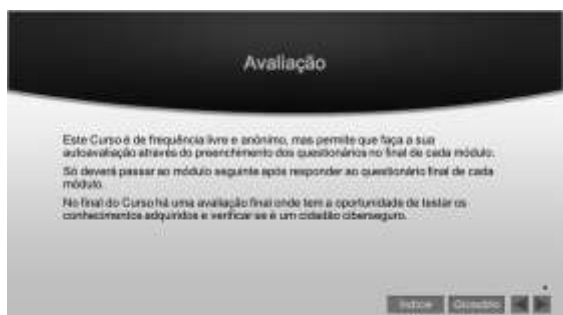 Avaliação
Este Curso é de frequência livre e anónimo, mas permite que faça a sua
autoavaliação através do preenchimento dos questionários no final de cada módulo.
Só deverá passar ao módulo seguinte após responder ao questionário final de cada
módulo.
No final do Curso há uma avaliação final onde tem a oportunidade de testar os
conhecimentos adquiridos e verificar se é um cidadão ciberseguro.
Índice Glossário